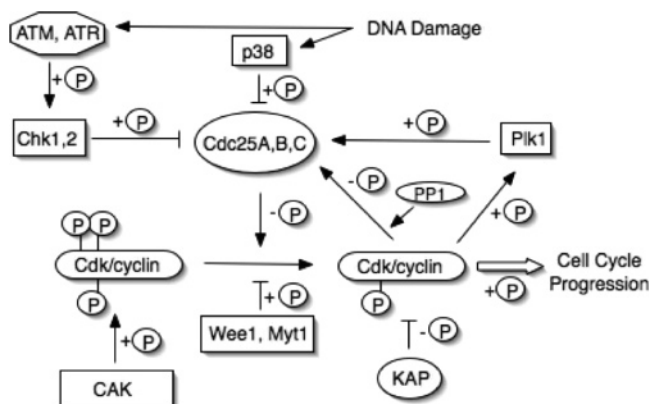 ATM, ATR
DNA Damage
p38
+ P
+ P
Chk1,2
+ P
Cdc25A,B,C
+ P
Plk1
- P
PP1
- P
+ P
P P
Cdk/cyclin
P
Cdk/cyclin
P
+ P
Cell Cycle
Progression
+ P
Wee1, Myt1
+ P
- P
CAK
KAP